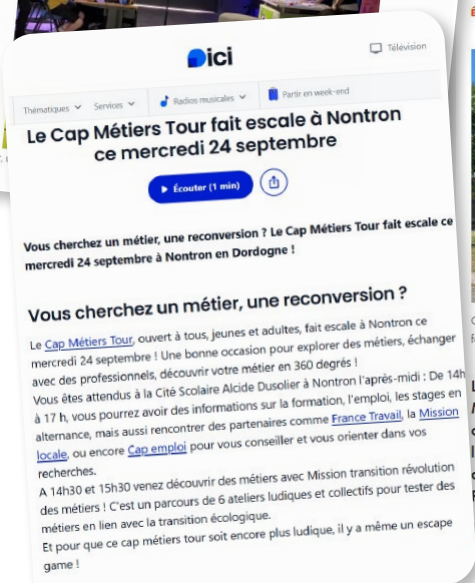 ici
Télévision
Thématiques
Services
Radios musicales
Partir en week-end
Le Cap Métiers Tour fait escale à Nontron
ce mercredi 24 septembre
Écouter (1 min)
Vous cherchez un métier, une reconversion ? Le Cap Métiers Tour fait escale ce
mercredi 24 septembre à Nontron en Dordogne !
Vous cherchez un métier, une reconversion ?
Le Cap Métiers Tour, ouvert à tous, jeunes et adultes, fait escale à Nontron ce
mercredi 24 septembre ! Une bonne occasion pour explorer des métiers, échanger
avec des professionnels, découvrir votre métier en 360 degrés !
Vous êtes attendus à la Cité Scolaire Alcide Dusolier à Nontron l'après-midi : De 14h
à 17 h, vous pourrez avoir des informations sur la formation, l'emploi, les stages en
alternance, mais aussi rencontrer des partenaires comme France Travail, la Mission
locale, ou encore Cap emploi pour vous conseiller et vous orienter dans vos
recherches.
A 14h30 et 15h30 venez découvrir des métiers avec Mission transition révolution
des métiers ! C'est un parcours de 6 ateliers ludiques et collectifs pour tester des
métiers en lien avec la transition écologique.
Et pour que ce cap métiers tour soit encore plus ludique, il y a même un escape
game !